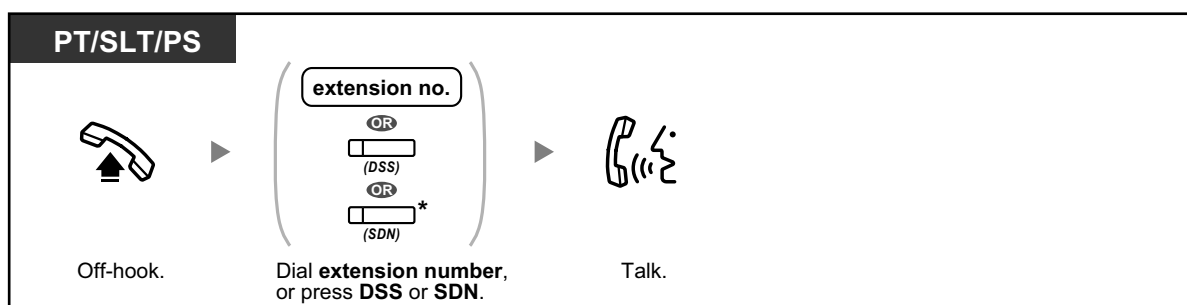 PT/SLT/PS
extension no.
OR
(DSS)
OR
*
(SDN)
Off-hook.
Dial extension number,
or press DSS or SDN.
Talk.